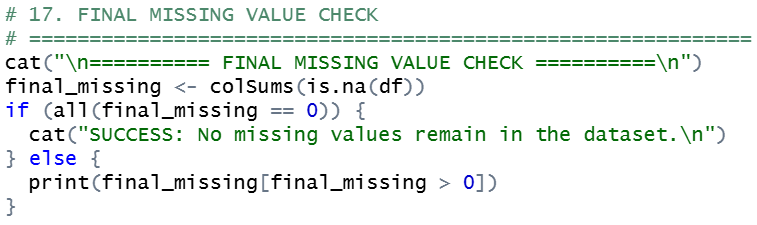 # 17. FINAL MISSING VALUE CHECK
# ============================================================
cat("\n========== FINAL MISSING VALUE CHECK ==========\n")
final_missing <- colSums(is.na(df))
if (all(final_missing == 0)) {
  cat("SUCCESS: No missing values remain in the dataset.\n")
} else {
  print(final_missing[final_missing > 0])
}